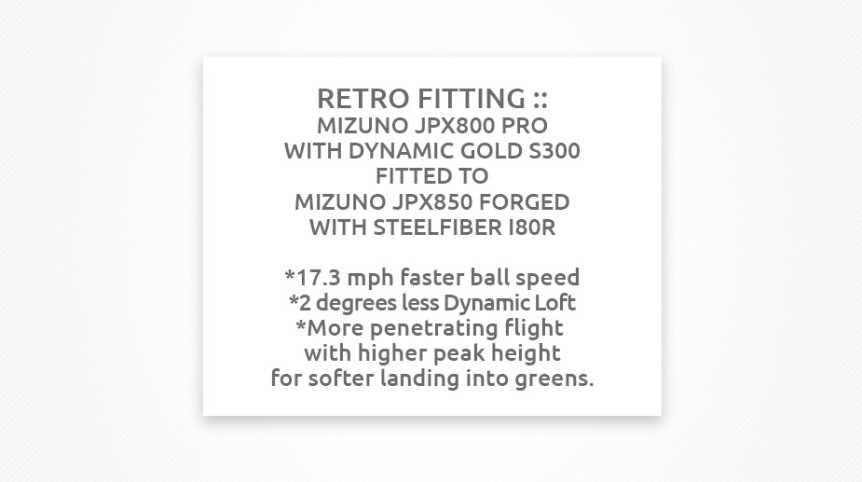 RETRO FITTING ::
MIZUNO JPX800 PRO
WITH DYNAMIC GOLD S300
FITTED TO
MIZUNO JPX850 FORGED
WITH STEELFIBER I80R
*17.3 mph faster ball speed
*2 degrees less Dynamic Loft
*More penetrating flight
with higher peak height
for softer landing into greens.